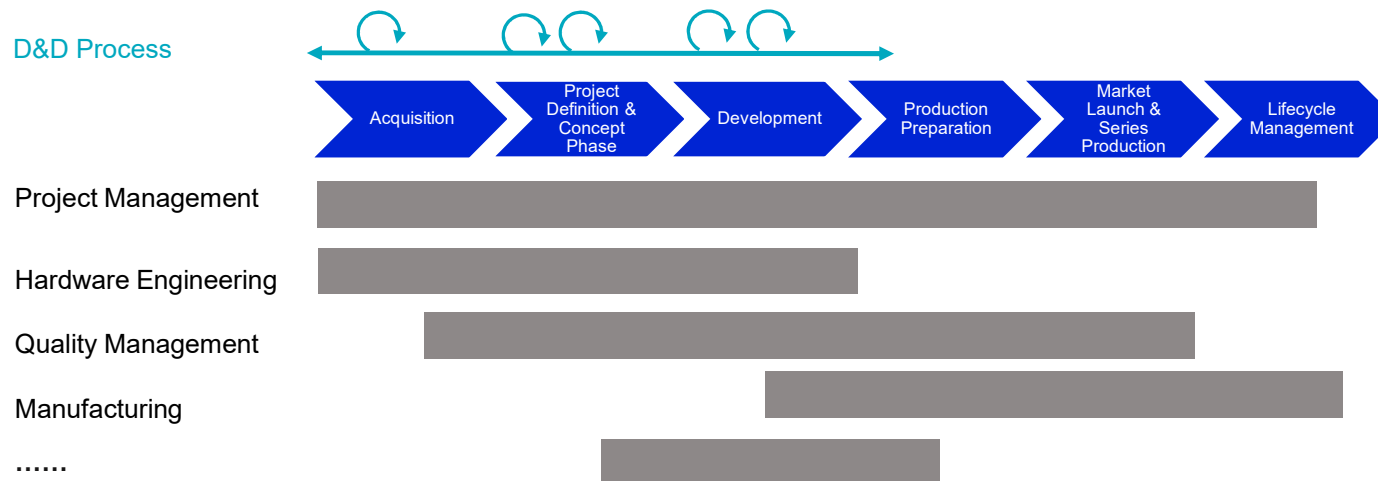 D&D Process
Acquisition
Project
Definition &
Concept
Phase
Development
Production
Preparation
Market
Launch &
Series
Production
Lifecycle
Management
Project Management
Hardware Engineering
Quality Management
Manufacturing
……